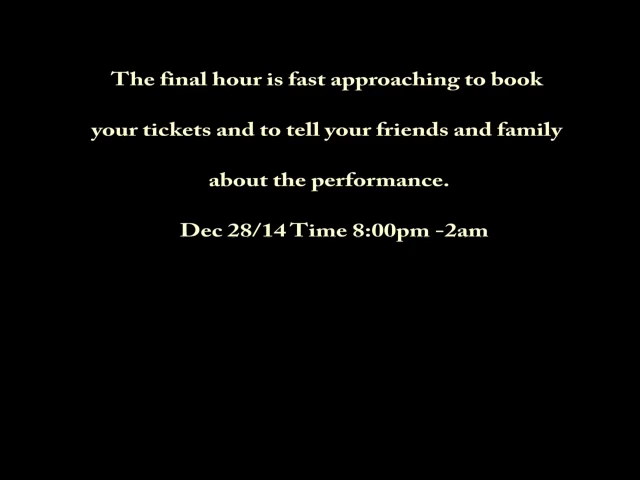 The final hour is fast approaching to book
your tickets and to tell your friends and family
about the performance.
Dec 28/14 Time 8:00pm -2am